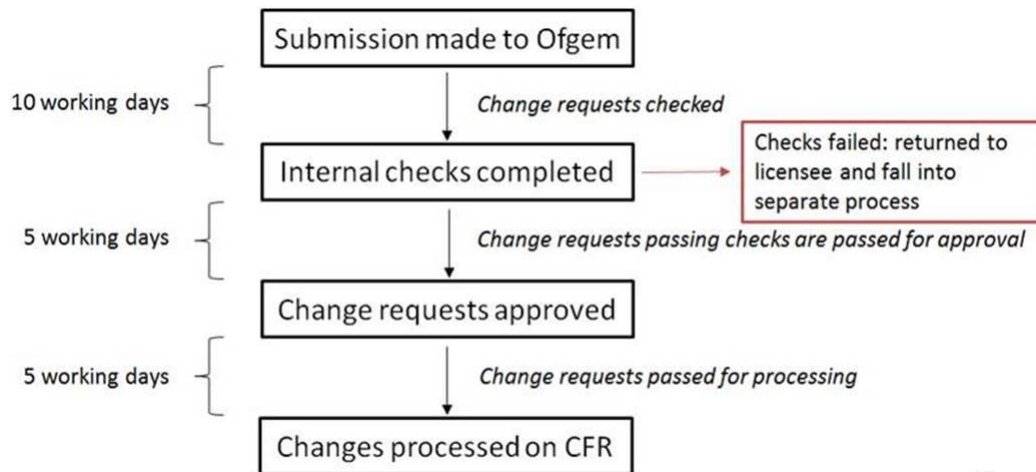 Submission made to Ofgem
10 working days
Change requests checked
Internal checks completed
Checks failed: returned to
licensee and fall into
separate process
5 working days
Change requests passing checks are passed for approval
Change requests approved
5 working days
Change requests passed for processing
Changes processed on CFR